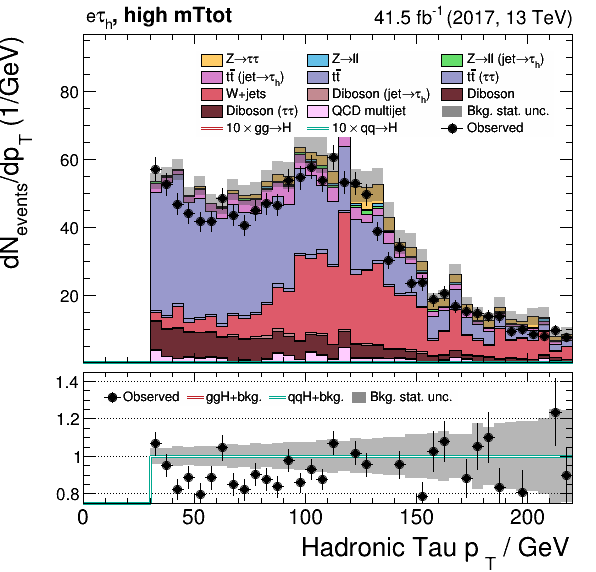 eτh, high mTtot 41.5 fb⁻¹ (2017, 13 TeV)
dN_events/dp_T (1/GeV)
80
60
40
20
Z→ττ Z→ll Z→ll (jet→τh)
tt̄ (jet→τh) tt̄ tt̄ (ττ)
W+jets Diboson (jet→τh) Diboson
Diboson (ττ) QCD multijet Bkg. stat. unc.
10 × gg→H 10 × qq→H Observed
1.4
1.2
1
0.8
Observed ggH+bkg. qqH+bkg. Bkg. stat. unc.
0 50 100 150 200
Hadronic Tau p_T / GeV